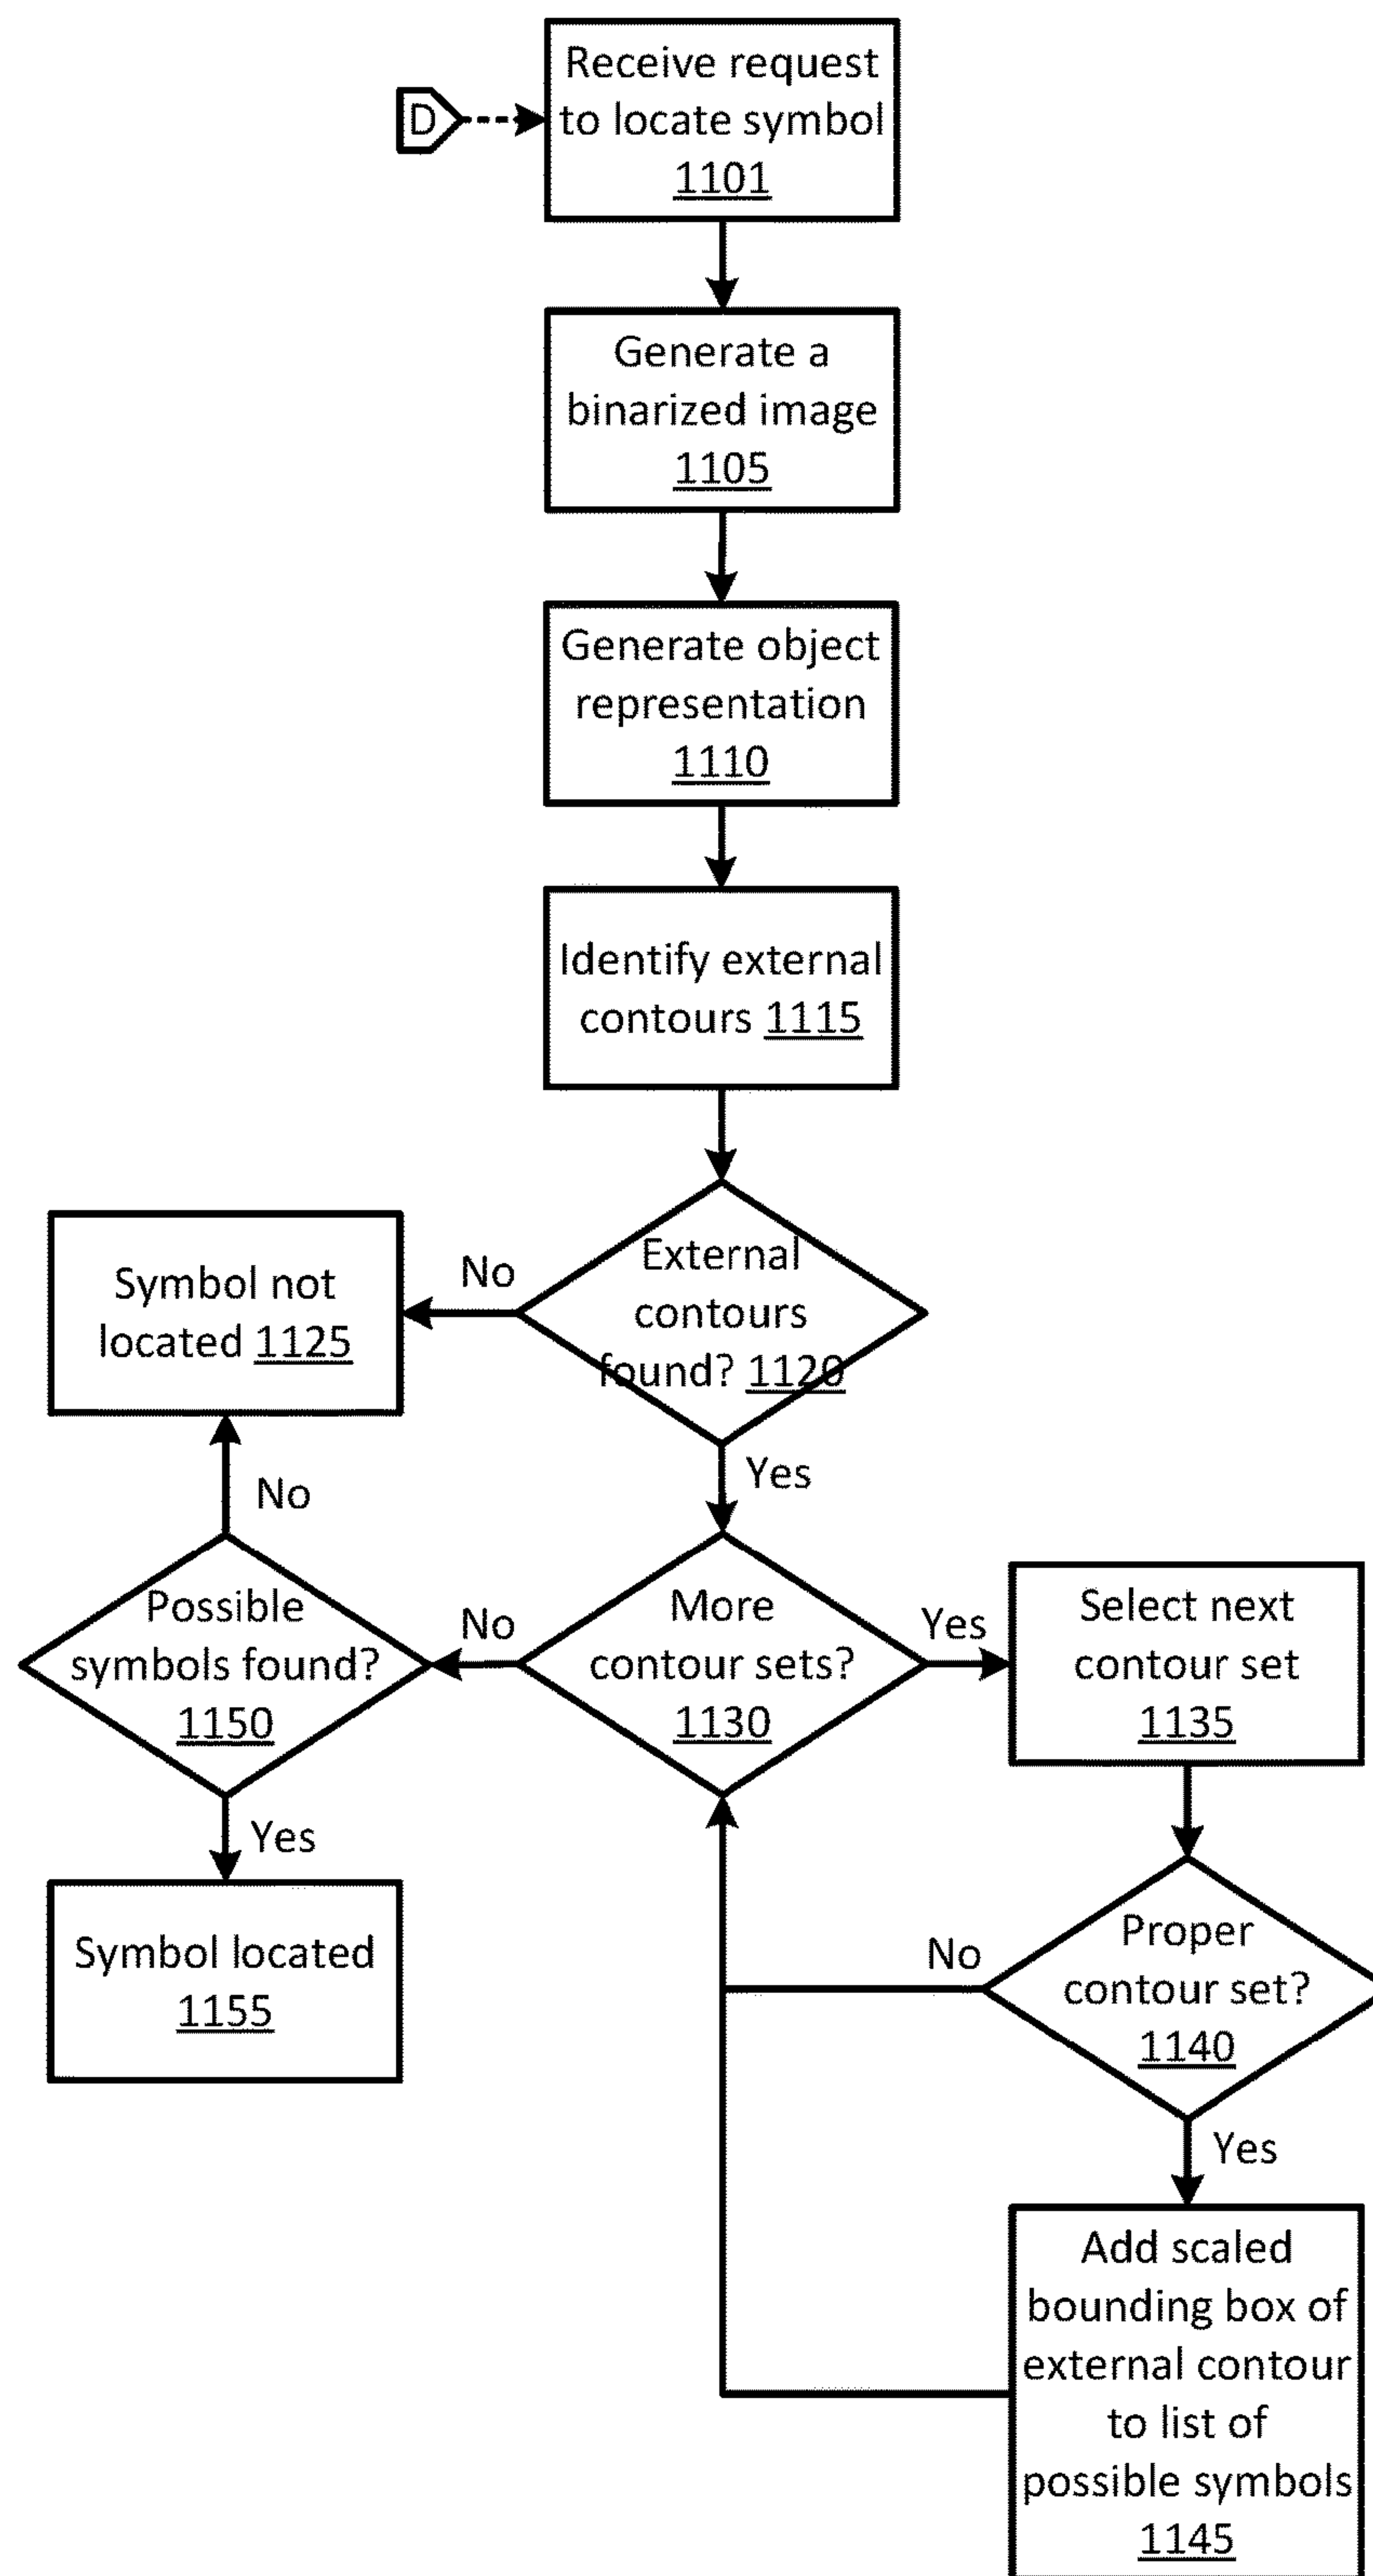 Receive request
to locate symbol
1101
D
Generate a
binarized image
1105
Generate object
representation
1110
Identify external
contours 1115
External
contours
found? 1120
No
Symbol not
located 1125
Yes
More
contour sets?
1130
No
Possible
symbols found?
1150
No
Yes
Symbol located
1155
Yes
Select next
contour set
1135
Proper
contour set?
1140
No
Yes
Add scaled
bounding box of
external contour
to list of
possible symbols
1145